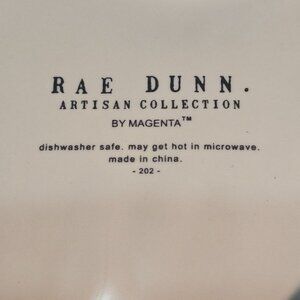 RAE DUNN.
ARTISAN COLLECTION
BY MAGENTA™
dishwasher safe. may get hot in microwave.
made in china.
- 202 -